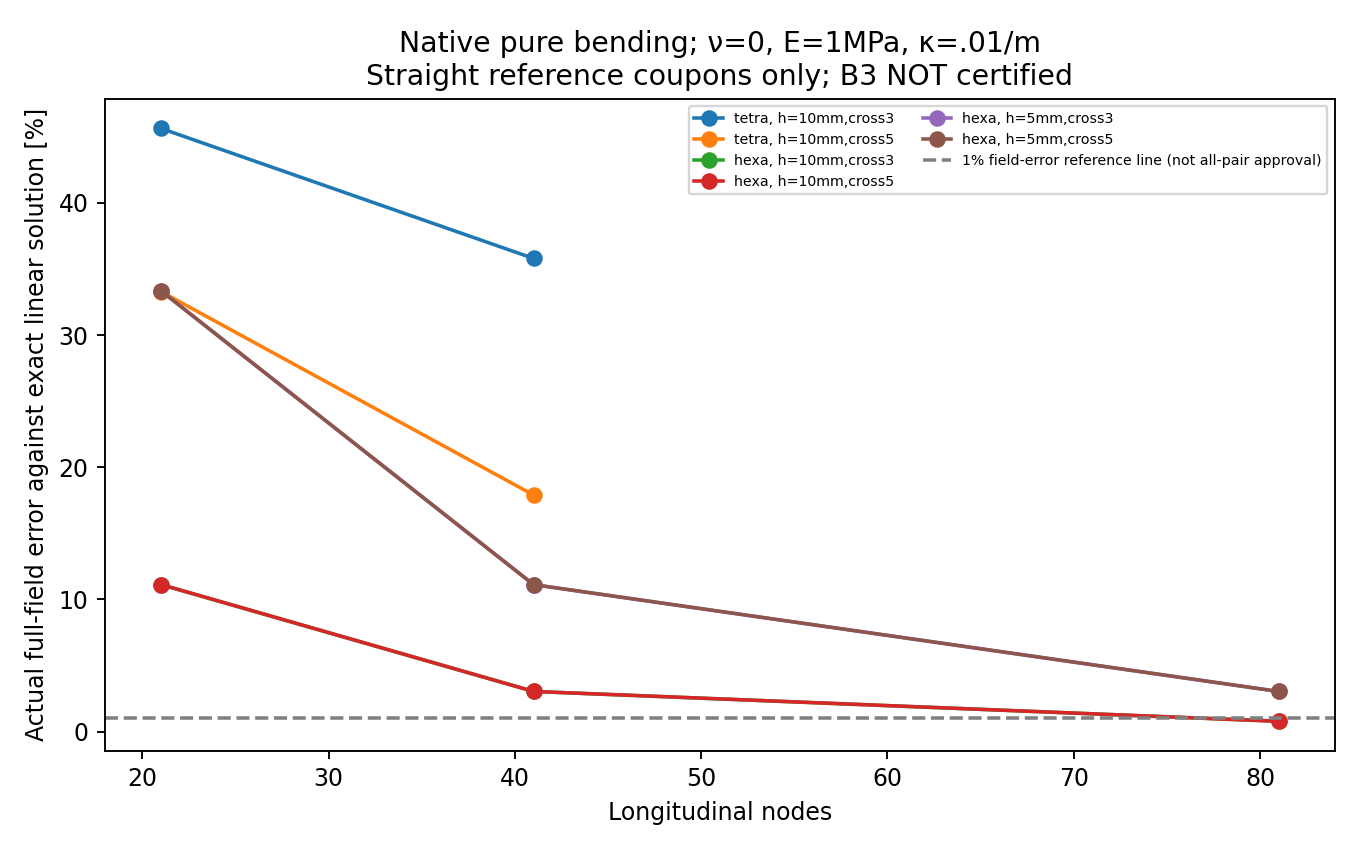 Native pure bending; ν=0, E=1MPa, κ=.01/m
Straight reference coupons only; B3 NOT certified
Actual full-field error against exact linear solution [%]
40
30
20
10
0
tetra, h=10mm,cross3
tetra, h=10mm,cross5
hexa, h=10mm,cross3
hexa, h=10mm,cross5
hexa, h=5mm,cross3
hexa, h=5mm,cross5
1% field-error reference line (not all-pair approval)
20 30 40 50 60 70 80
Longitudinal nodes